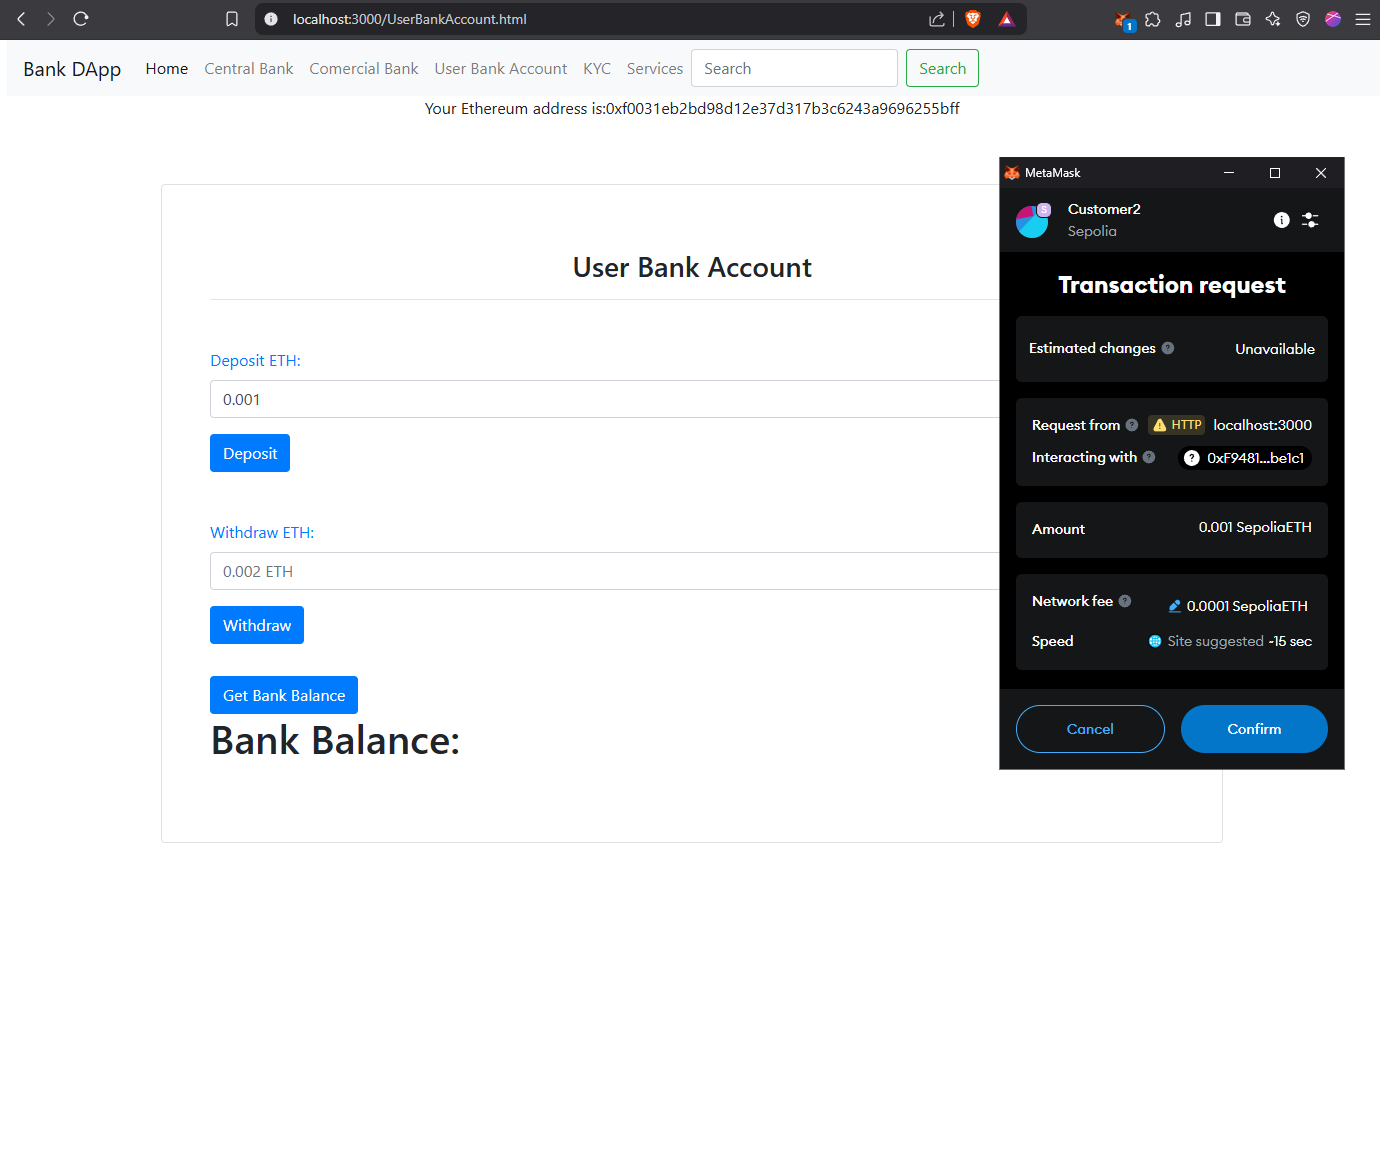 localhost:3000/UserBankAccount.html
1
Bank DApp Home Central Bank Comercial Bank User Bank Account KYC Services Search Search
Your Ethereum address is:0xf0031eb2bd98d12e37d317b3c6243a9696255bff
User Bank Account
Deposit ETH:
0.001
Deposit
Withdraw ETH:
0.002 ETH
Withdraw
Get Bank Balance
Bank Balance:
MetaMask
S
Customer2
Sepolia
Transaction request
Estimated changes ? Unavailable
Request from ? HTTP localhost:3000
Interacting with ? ? 0xF9481...be1c1
Amount 0.001 SepoliaETH
Network fee ? 0.0001 SepoliaETH
Speed Site suggested ~15 sec
Cancel Confirm